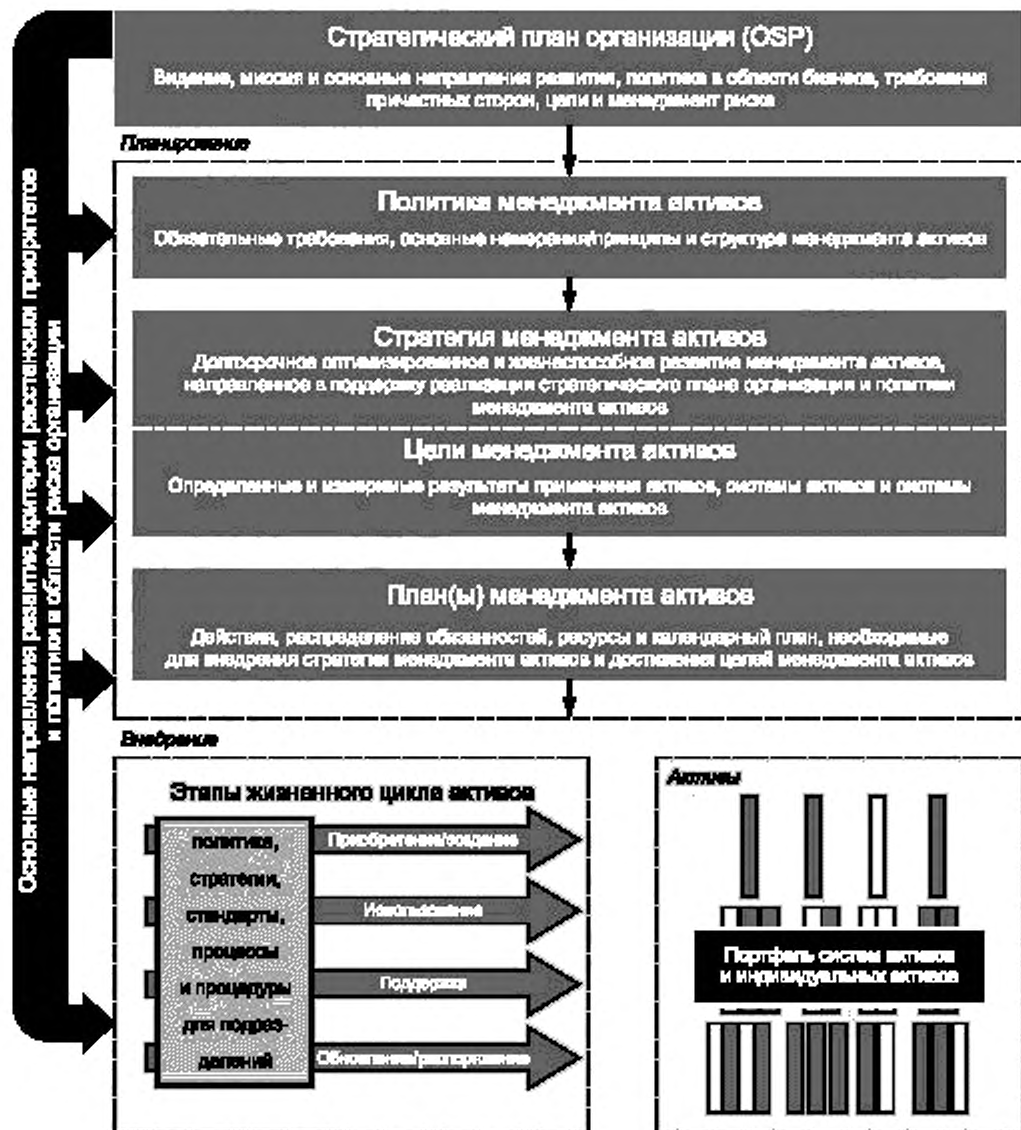 Стратегический план организации (OSP)
Видение, миссия и основные направления развития, политика в области бизнеса, требования
причастных сторон, цели и менеджмент риска
Планирование
Политика менеджмента активов
Обязательные требования, основные намерения/принципы и структура менеджмента активов
Стратегия менеджмента активов
Долгосрочное оптимизированное и жизнеспособное развитие менеджмента активов,
направленное в поддержку реализации стратегического плана организации и политики
менеджмента активов
Цели менеджмента активов
Определенные и измеримые результаты применения активов, системы активов и системы
менеджмента активов
План(ы) менеджмента активов
Действия, распределение обязанностей, ресурсы и календарный план, необходимые
для внедрения стратегии менеджмента активов и достижения целей менеджмента активов
Основные направления развития, критерии расстановки приоритетов
и политика в области риска организации
Внедрение
Этапы жизненного цикла активов
политика,
стратегии,
стандарты,
процессы
и процедуры
для подраз-
делений
Приобретение/создание
Использование
Поддержка
Обновление/распоряжение
Активы
Портфель систем активов
и индивидуальных активов